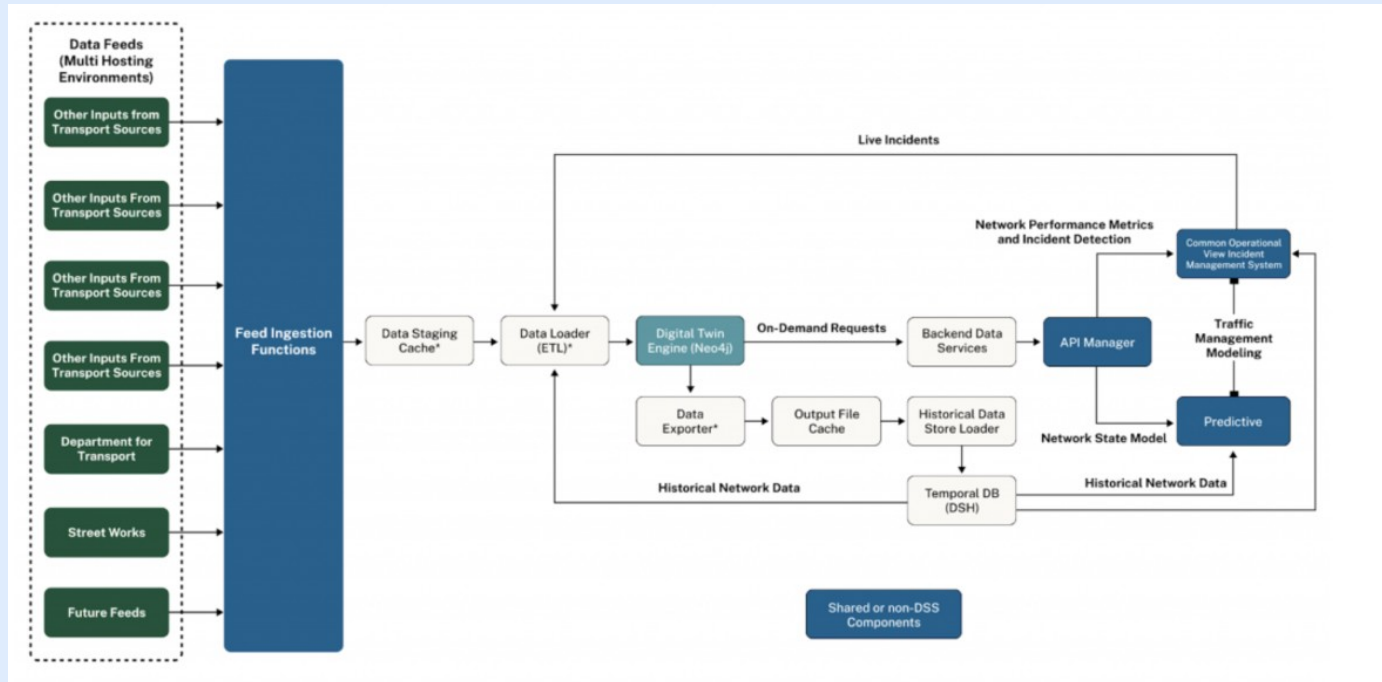 Data Feeds
(Multi Hosting
Environments)
Other Inputs from
Transport Sources
Other Inputs From
Transport Sources
Other Inputs From
Transport Sources
Other Inputs From
Transport Sources
Department for
Transport
Street Works
Future Feeds
Feed Ingestion
Functions
Data Staging
Cache*
Data Loader
(ETL)*
Digital Twin
Engine (Neo4j)
On-Demand Requests
Backend Data
Services
API Manager
Live Incidents
Network Performance Metrics
and Incident Detection
Common Operational
View Incident
Management System
Traffic
Management
Modeling
Predictive
Network State Model
Data
Exporter*
Output File
Cache
Historical Data
Store Loader
Historical Network Data
Temporal DB
(DSH)
Historical Network Data
Shared or non-DSS
Components